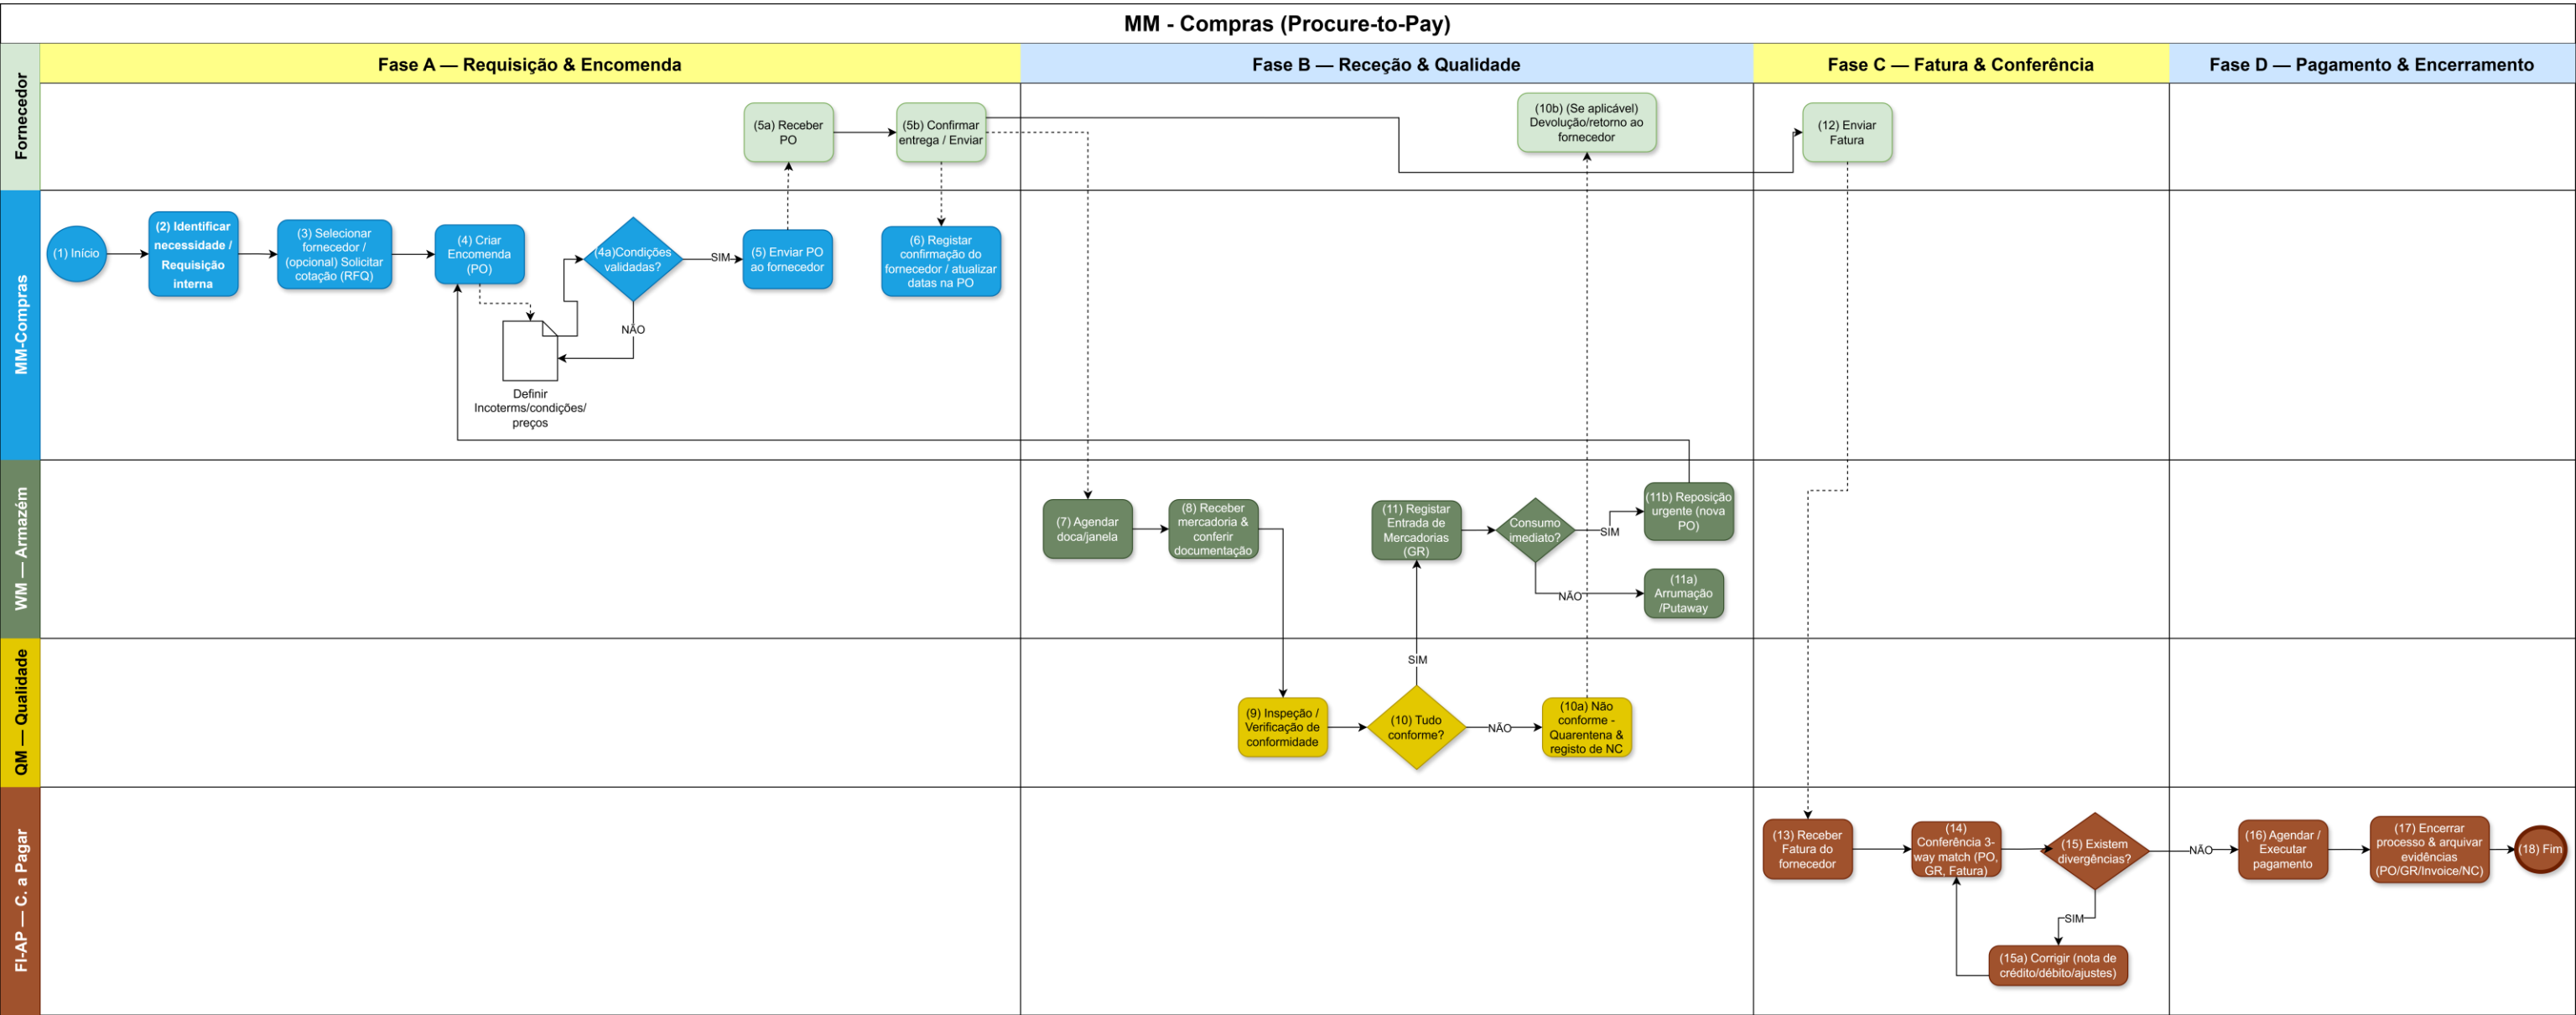 MM - Compras (Procure-to-Pay)
Fase A — Requisição & Encomenda
Fase B — Receção & Qualidade
Fase C — Fatura & Conferência
Fase D — Pagamento & Encerramento
Fornecedor
(5a) Receber
PO
(5b) Confirmar
entrega / Enviar
(10b) (Se aplicável)
Devolução/retorno ao
fornecedor
(12) Enviar
Fatura
MM-Compras
(1) Início
(2) Identificar
necessidade /
Requisição
interna
(3) Selecionar
fornecedor /
(opcional) Solicitar
cotação (RFQ)
(4) Criar
Encomenda
(PO)
(4a)Condições
validadas?
SIM
NÃO
Definir
Incoterms/condições/
preços
(5) Enviar PO
ao fornecedor
(6) Registar
confirmação do
fornecedor / atualizar
datas na PO
WM — Armazém
(7) Agendar
doca/janela
(8) Receber
mercadoria &
conferir
documentação
(11) Registar
Entrada de
Mercadorias
(GR)
Consumo
imediato?
SIM
NÃO
(11b) Reposição
urgente (nova
PO)
(11a)
Arrumação
/Putaway
QM — Qualidade
(9) Inspeção /
Verificação de
conformidade
(10) Tudo
conforme?
SIM
NÃO
(10a) Não
conforme -
Quarentena &
registo de NC
FI-AP — C. a Pagar
(13) Receber
Fatura do
fornecedor
(14)
Conferência 3-
way match (PO,
GR, Fatura)
(15) Existem
divergências?
SIM
NÃO
(15a) Corrigir (nota de
crédito/débito/ajustes)
(16) Agendar /
Executar
pagamento
(17) Encerrar
processo & arquivar
evidências
(PO/GR/Invoice/NC)
(18) Fim